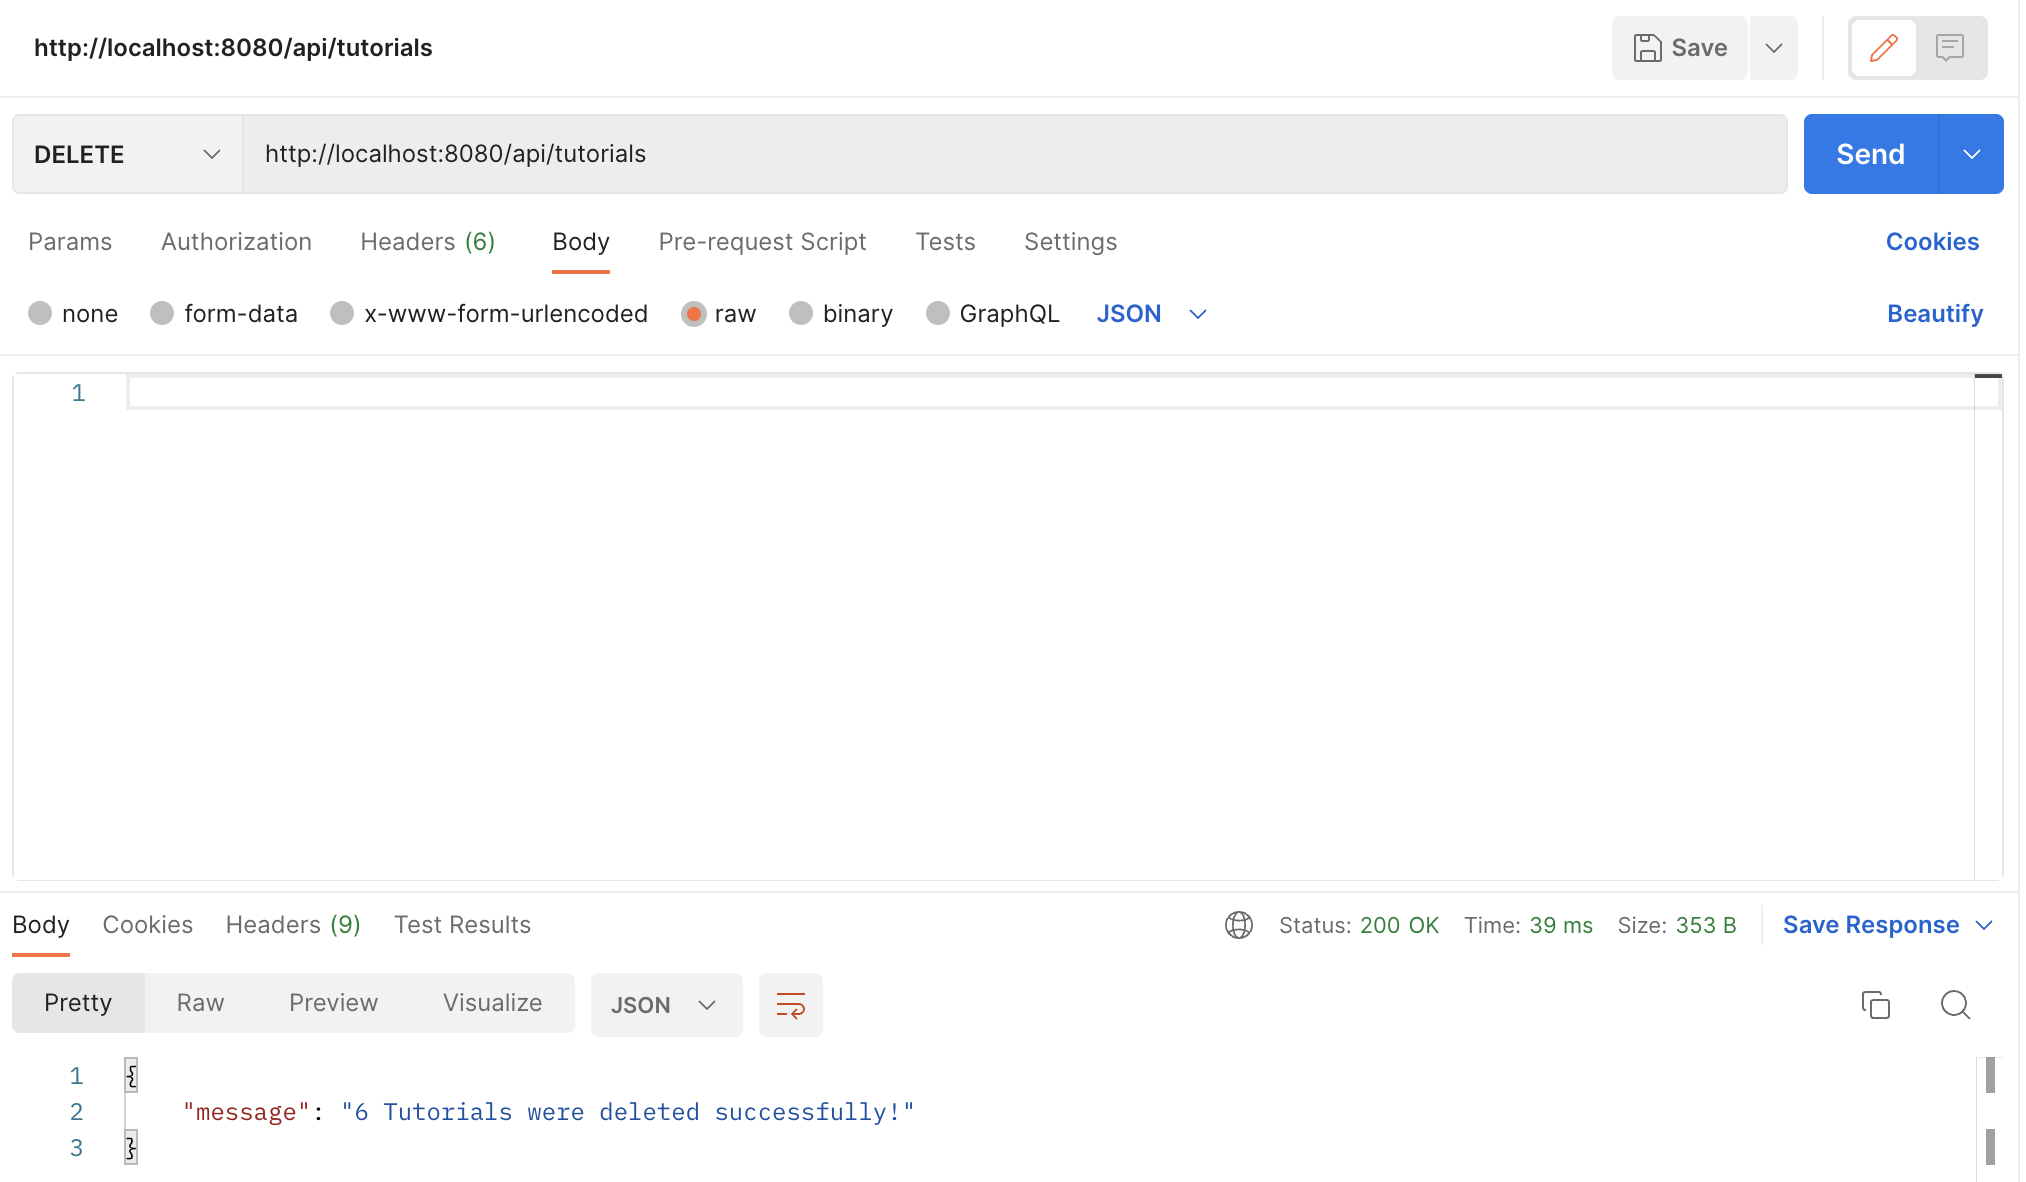 http://localhost:8080/api/tutorials Save
DELETE http://localhost:8080/api/tutorials Send
Params Authorization Headers (6) Body Pre-request Script Tests Settings Cookies
none form-data x-www-form-urlencoded raw binary GraphQL JSON Beautify
1
Body Cookies Headers (9) Test Results Status: 200 OK Time: 39 ms Size: 353 B Save Response
Pretty Raw Preview Visualize JSON
1 {
2 "message": "6 Tutorials were deleted successfully!"
3 }